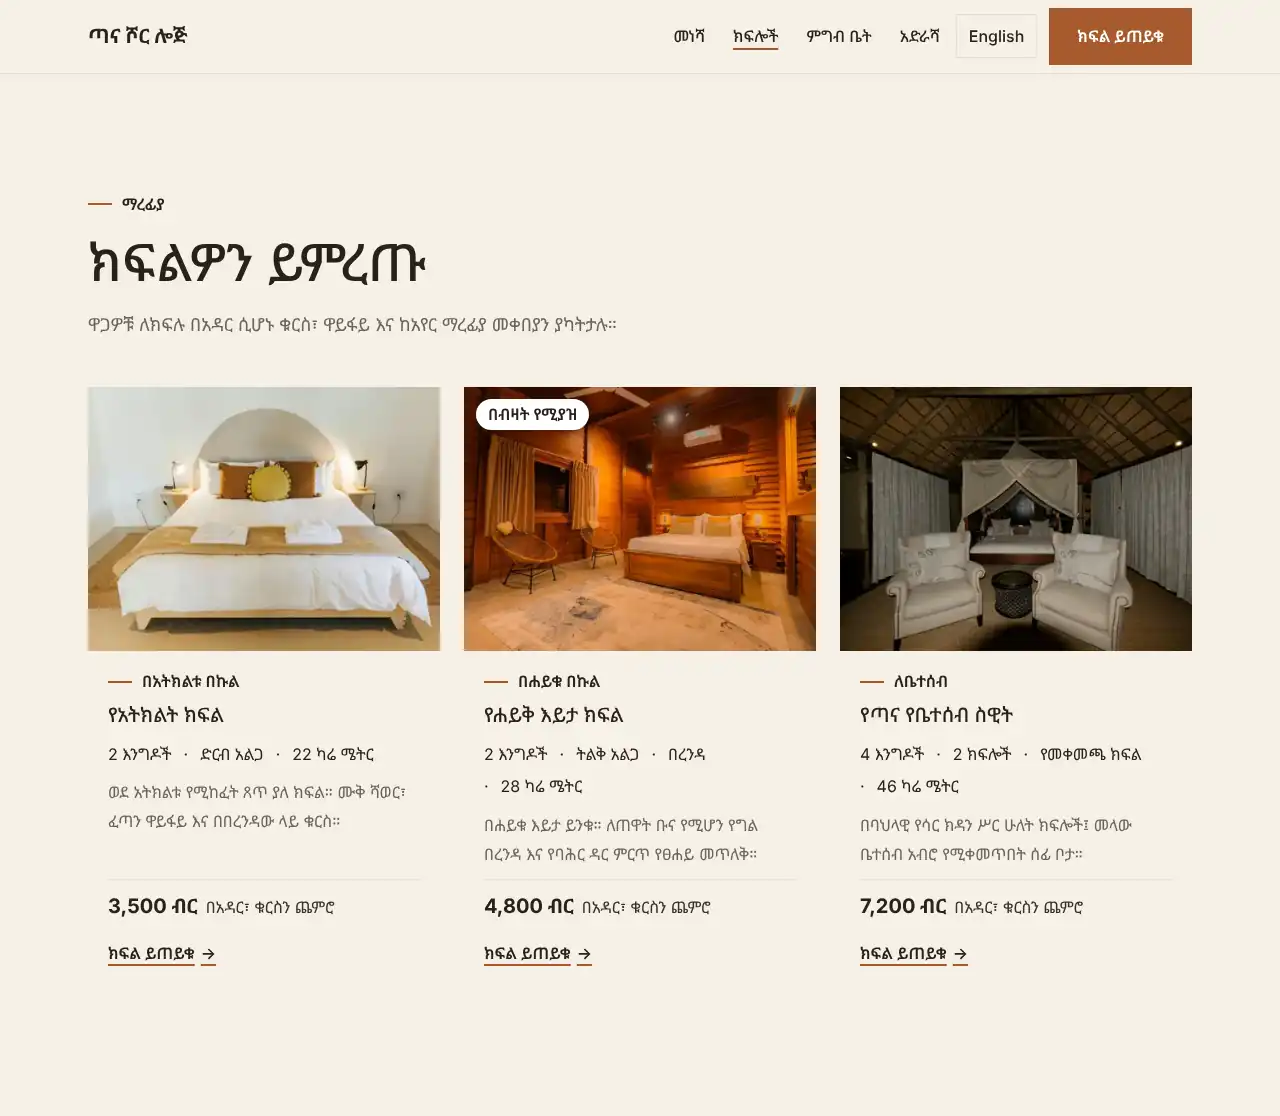 ጣና ሾር ሎጅ
መነሻ ክፍሎች ምግብ ቤት አድራሻ English ክፍል ይጠይቁ
ማረፊያ
ክፍልዎን ይምረጡ
ዋጋዎቹ ለክፍሉ በአዳር ሲሆኑ ቁርስ፣ ዋይፋይ እና ከአየር ማረፊያ መቀበያን ያካትታሉ።
በአትክልቱ በኩል
የአትክልት ክፍል
2 እንግዶች · ድርብ አልጋ · 22 ካሬ ሜትር
ወደ አትክልቱ የሚከፈት ጸጥ ያለ ክፍል። ሙቅ ሻወር፣
ፈጣን ዋይፋይ እና በበረንዳው ላይ ቁርስ።
3,500 ብር በአዳር፣ ቁርስን ጨምሮ
ክፍል ይጠይቁ →
በብዛት የሚያዝ
በሐይቁ በኩል
የሐይቅ እይታ ክፍል
2 እንግዶች · ትልቅ አልጋ · በረንዳ
· 28 ካሬ ሜትር
በሐይቁ እይታ ይንቁ። ለጠዋት ቡና የሚሆን የግል
በረንዳ እና የባሕር ዳር ምርጥ የፀሐይ መጥለቅ።
4,800 ብር በአዳር፣ ቁርስን ጨምሮ
ክፍል ይጠይቁ →
ለቤተሰብ
የጣና የቤተሰብ ስዊት
4 እንግዶች · 2 ክፍሎች · የመቀመጫ ክፍል
· 46 ካሬ ሜትር
በባህላዊ የሳር ክዳን ሥር ሁለት ክፍሎች፤ መላው
ቤተሰብ አብሮ የሚቀመጥበት ሰፊ ቦታ።
7,200 ብር በአዳር፣ ቁርስን ጨምሮ
ክፍል ይጠይቁ →